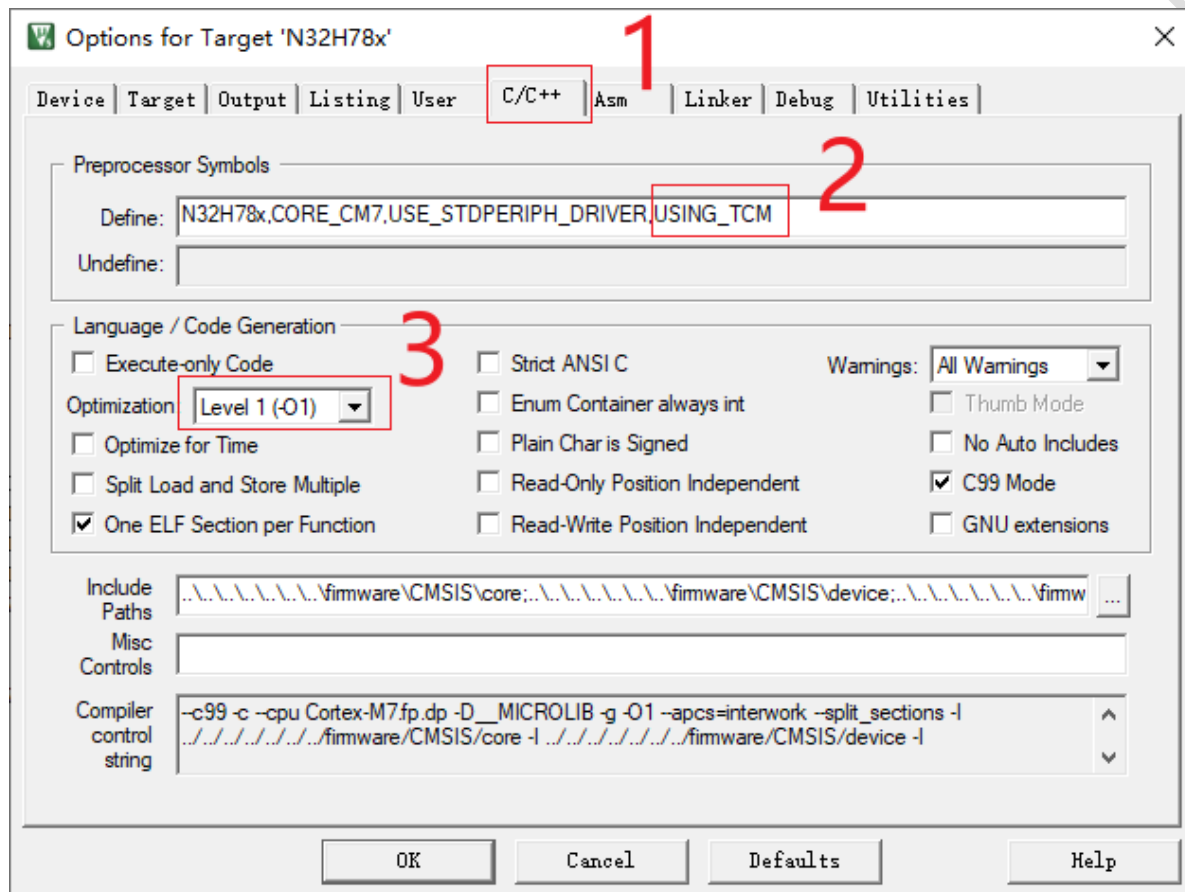 Options for Target 'N32H78x'
1
Device Target Output Listing User C/C++ Asm Linker Debug Utilities
Preprocessor Symbols
2
Define: N32H78x,CORE_CM7,USE_STDPERIPH_DRIVER,USING_TCM
Undefine:
Language / Code Generation
3
Execute-only Code
Strict ANSI C
Warnings: All Warnings
Optimization Level 1 (-O1)
Enum Container always int
Thumb Mode
Optimize for Time
Plain Char is Signed
No Auto Includes
Split Load and Store Multiple
Read-Only Position Independent
C99 Mode
One ELF Section per Function
Read-Write Position Independent
GNU extensions
Include
Paths
..\..\..\..\..\..\..\firmware\CMSIS\core;..\..\..\..\..\..\..\firmware\CMSIS\device;..\..\..\..\..\..\..\firmw
...
Misc
Controls
Compiler
control
string
--c99 -c --cpu Cortex-M7.fp.dp -D__MICROLIB -g -O1 --apcs=interwork --split_sections -I
../../../../../../../firmware/CMSIS/core -I ../../../../../../../firmware/CMSIS/device -I
OK Cancel Defaults Help